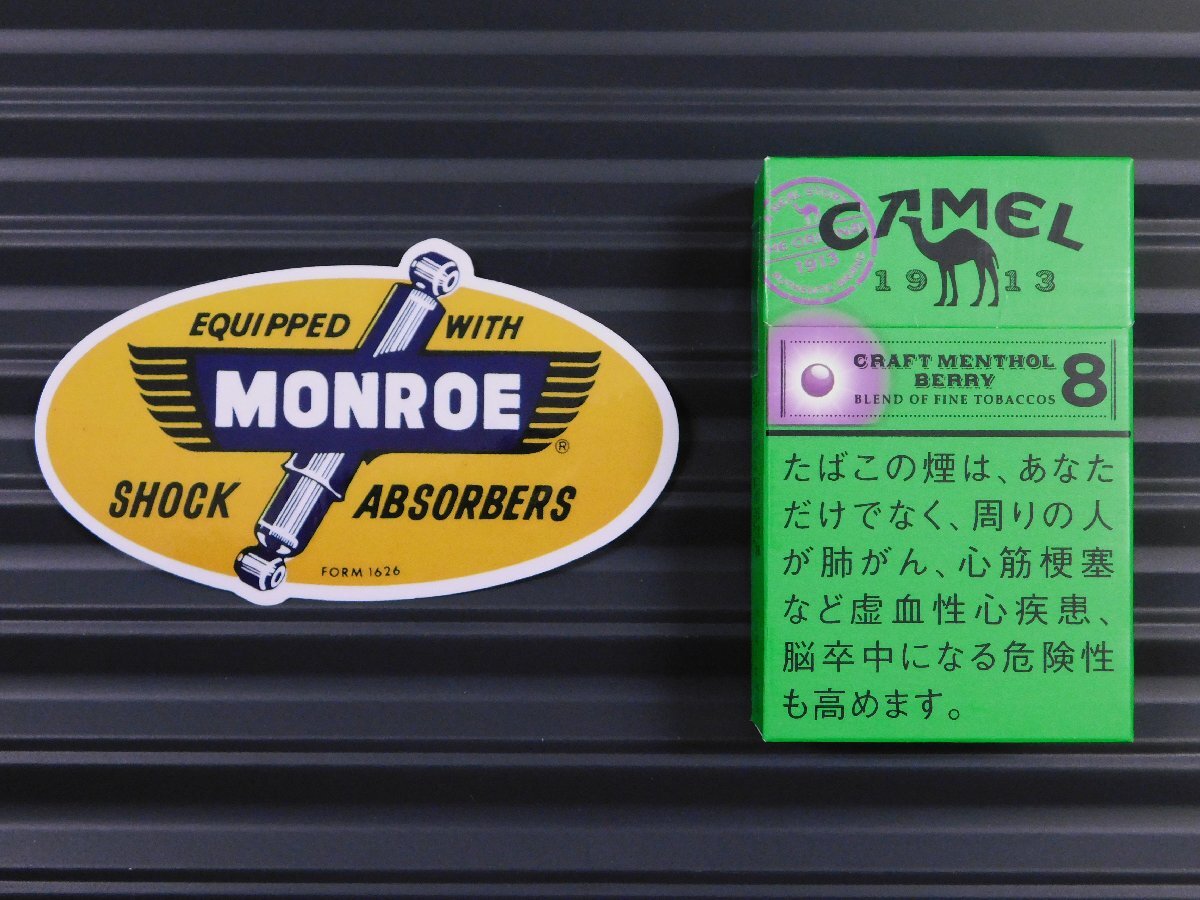 EQUIPPED WITH
MONROE
®
SHOCK ABSORBERS
FORM 1626
CAMEL
1913
1913
CRAFT MENTHOL
BERRY
BLEND OF FINE TOBACCOS
8
たばこの煙は、あなた
だけでなく、周りの人
が肺がん、心筋梗塞
など虚血性心疾患、
脳卒中になる危険性
も高めます。